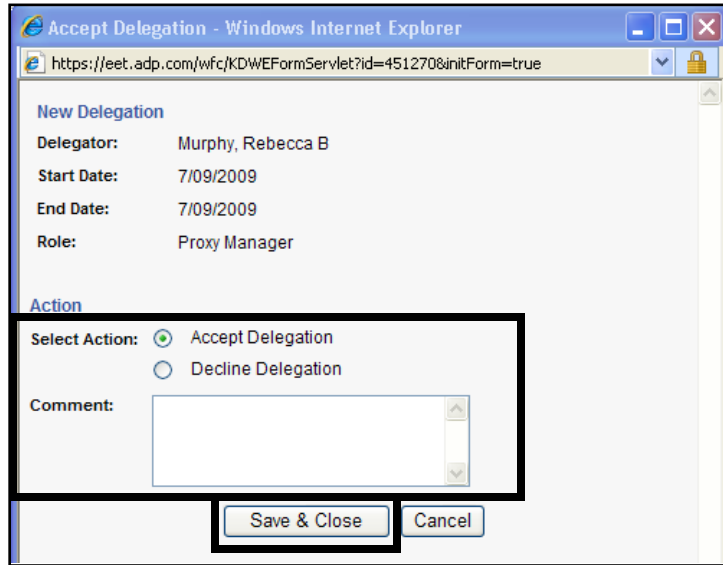 Accept Delegation - Windows Internet Explorer
https://eet.adp.com/wfc/KDWEFormServlet?id=451270&initForm=true
New Delegation
Delegator: Murphy, Rebecca B
Start Date: 7/09/2009
End Date: 7/09/2009
Role: Proxy Manager
Action
Select Action: Accept Delegation
Decline Delegation
Comment:
Save & Close Cancel